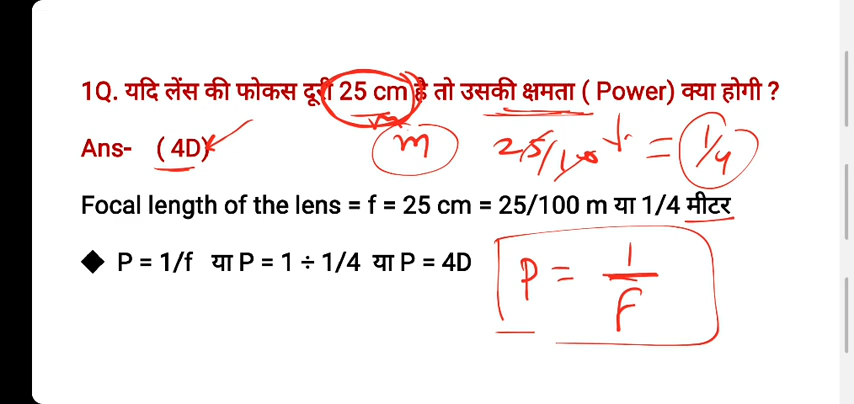 1Q. यदि लेंस की फोकस दूरी 25 cm है तो उसकी क्षमता ( Power) क्या होगी ?
m 25/100 = 1/4
Ans- ( 4D)
Focal length of the lens = f = 25 cm = 25/100 m या 1/4 मीटर
◆ P = 1/f या P = 1 ÷ 1/4 या P = 4D
P = 1/F